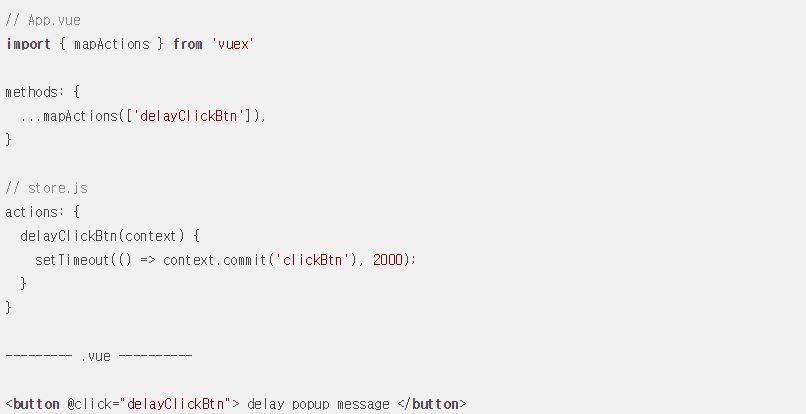 // App.vue
import { mapActions } from 'vuex'
methods: {
  ...mapActions(['delayClickBtn']),
}
// store.js
actions: {
  delayClickBtn(context) {
    setTimeout(() => context.commit('clickBtn'), 2000);
  }
}
--------- .vue ----------
<button @click="delayClickBtn"> delay popup message </button>